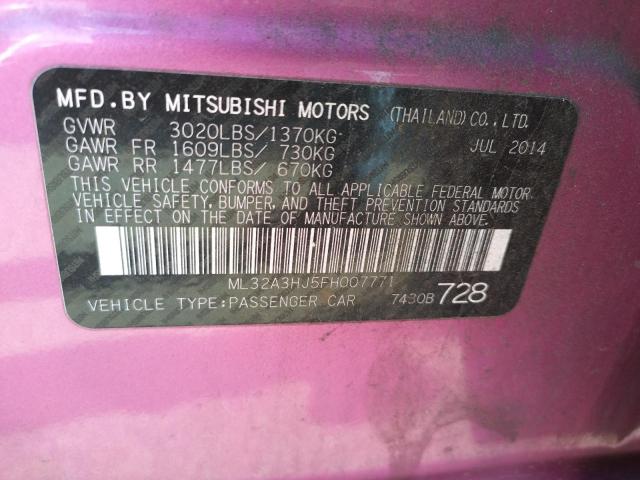 MFD.BY MITSUBISHI MOTORS (THAILAND)CO.,LTD.
GVWR 3020LBS/1370KG JUL 2014
GAWR FR 1609LBS/ 730KG
GAWR RR 1477LBS/ 670KG
THIS VEHICLE CONFORMS TO ALL APPLICABLE FEDERAL MOTOR
VEHICLE SAFETY, BUMPER, AND THEFT PREVENTION STANDARDS
IN EFFECT ON THE DATE OF MANUFACTURE SHOWN ABOVE.
ML32A3HJ5FH007771
VEHICLE TYPE:PASSENGER CAR 7430B 728